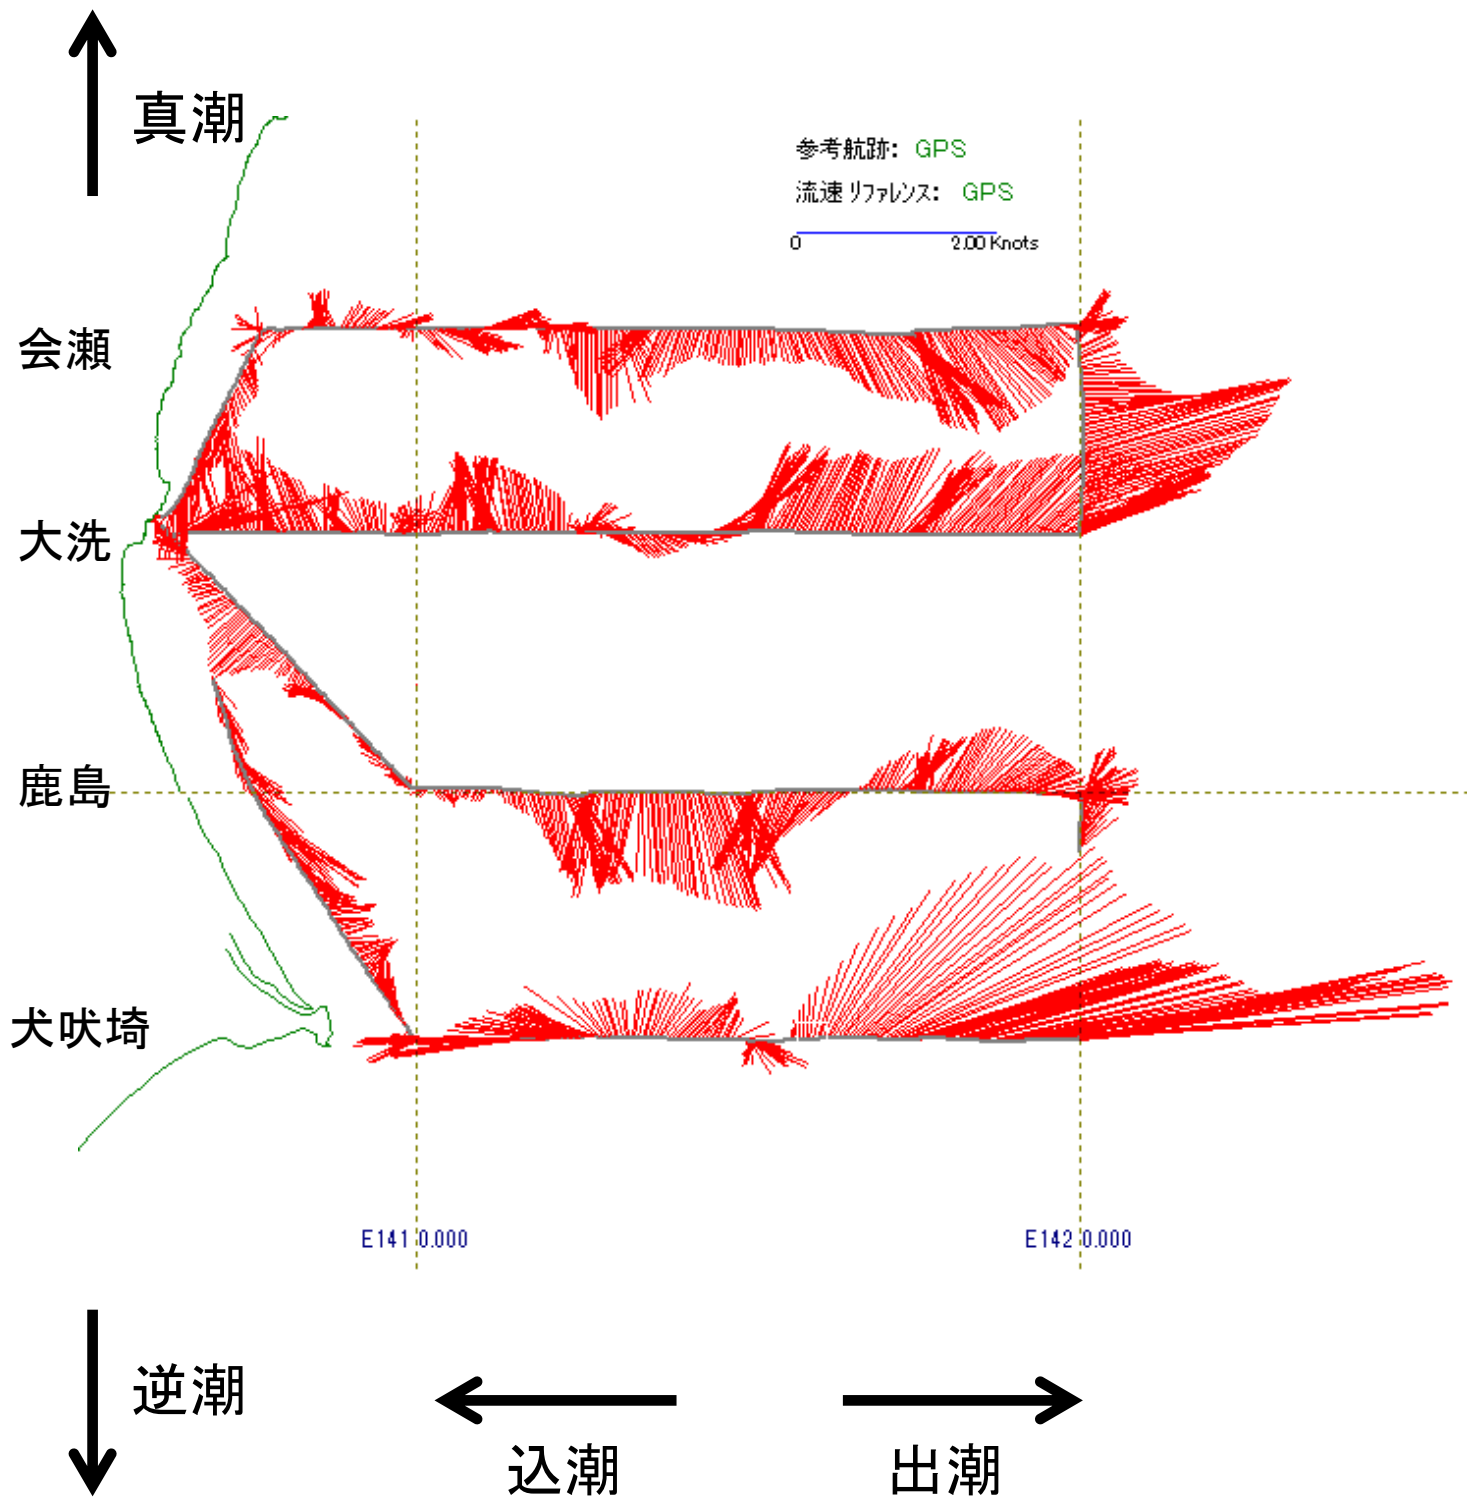 真潮
参考航跡: GPS
流速 リファレンス: GPS
0 2.00 Knots
会瀬
大洗
鹿島
犬吠埼
E141 0.000 E142 0.000
逆潮
込潮 出潮